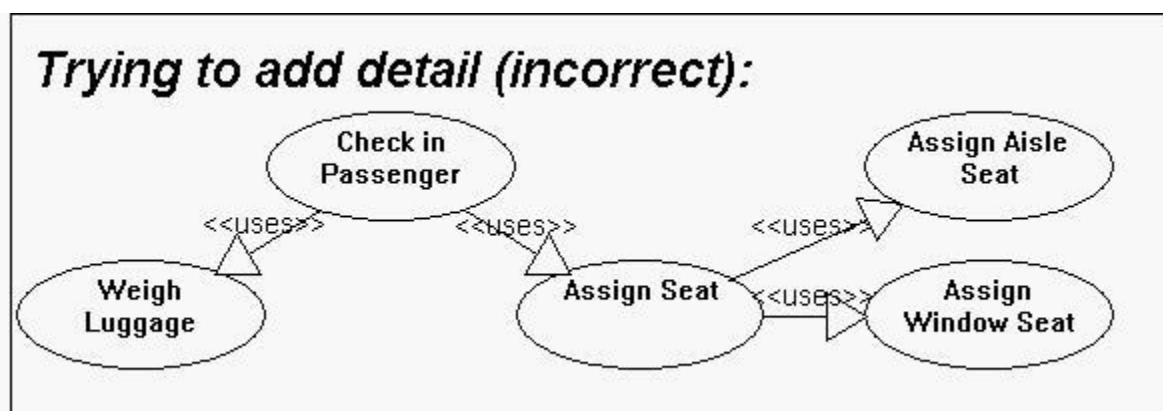 Trying to add detail (incorrect):
Check in
Passenger
Assign Aisle
Seat
<<uses>>
<<uses>>
<<uses>>
Weigh
Luggage
Assign Seat
<<uses>>
Assign
Window Seat